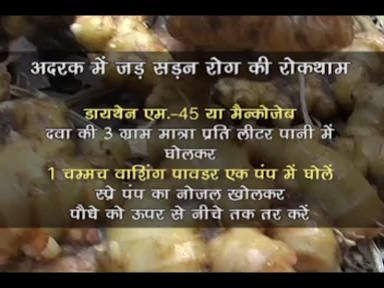 अदरक में जड़ सड़न रोग की रोकथाम
डायथेन एम.–45 या मैन्कोजेब
दवा की 3 ग्राम मात्रा प्रति लीटर पानी में
घोलकर
1 चम्मच वाशिंग पावडर एक पंप में घोलें
स्प्रे पंप का नोजल खोलकर
पौधे को ऊपर से नीचे तक तर करें